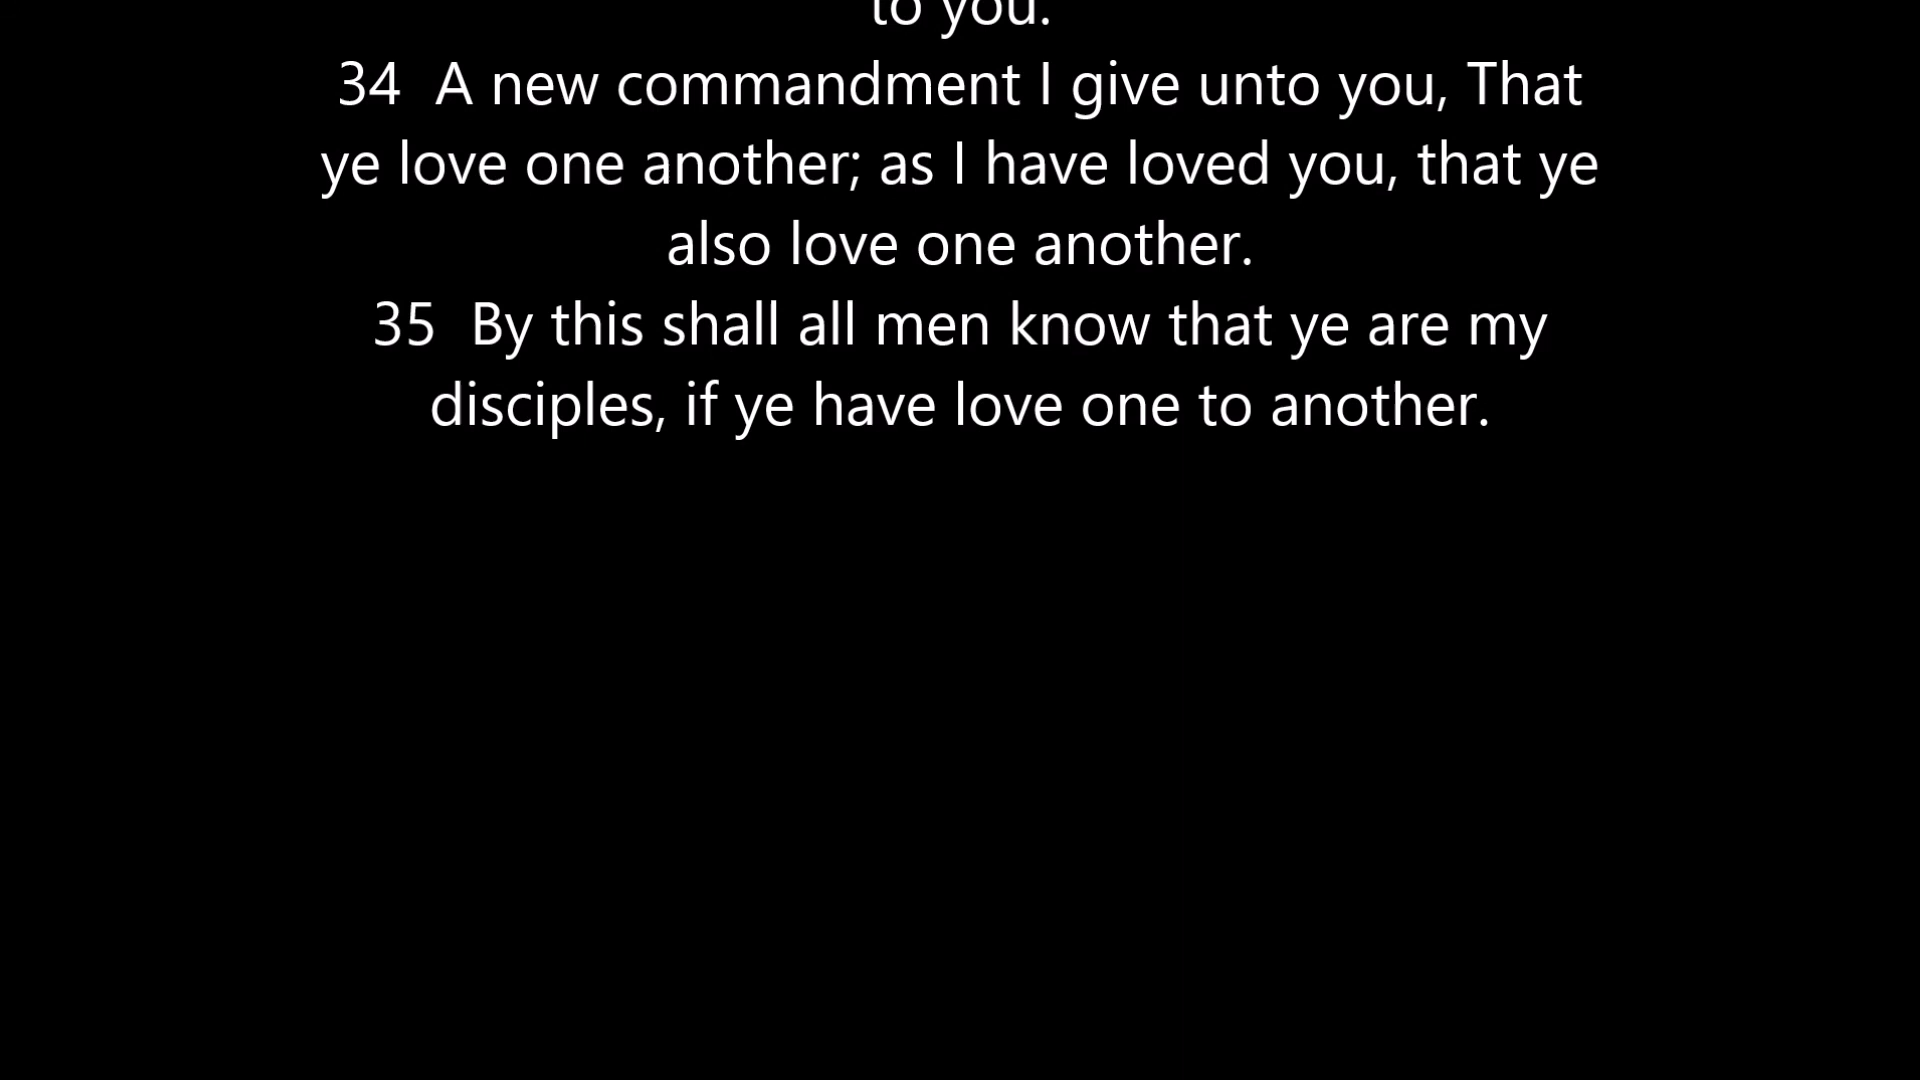 to you.
34 A new commandment I give unto you, That
ye love one another; as I have loved you, that ye
also love one another.
35 By this shall all men know that ye are my
disciples, if ye have love one to another.